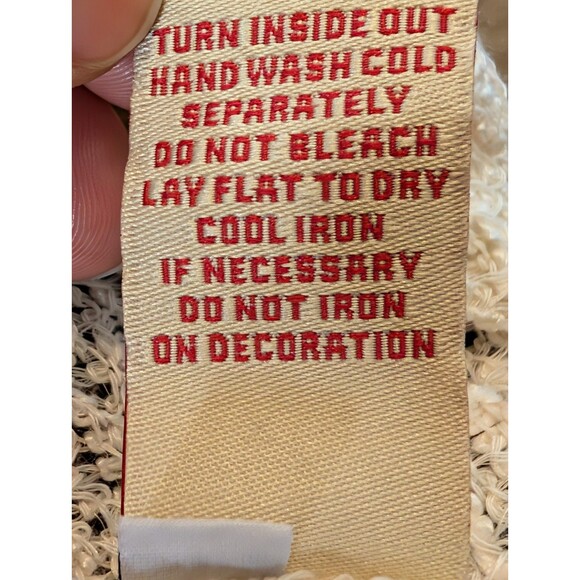 TURN INSIDE OUT
HAND WASH COLD
SEPARATELY
DO NOT BLEACH
LAY FLAT TO DRY
COOL IRON
IF NECESSARY
DO NOT IRON
ON DECORATION